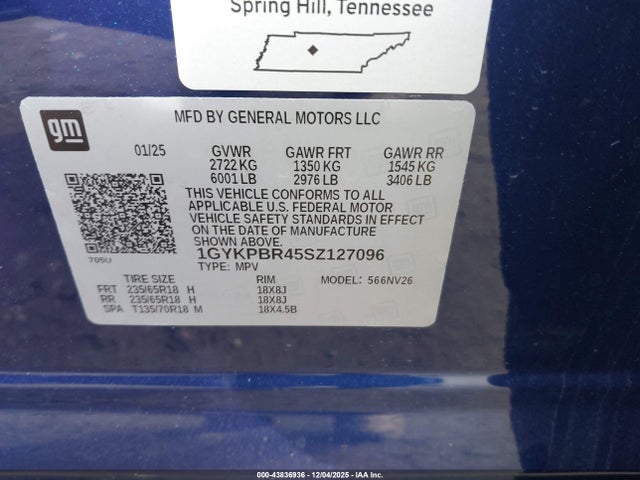 Spring Hill, Tennessee
gm
MFD BY GENERAL MOTORS LLC
01/25 GVWR GAWR FRT GAWR RR
2722 KG 1350 KG 1545 KG
6001 LB 2976 LB 3406 LB
THIS VEHICLE CONFORMS TO ALL
APPLICABLE U.S. FEDERAL MOTOR
VEHICLE SAFETY STANDARDS IN EFFECT
ON THE DATE OF MANUFACTURE
SHOWN ABOVE.
1GYKPBR45SZ127096
705U
TYPE: MPV MODEL: 566NV26
TIRE SIZE RIM
FRT 235/65R18 H 18X8J
RR 235/65R18 H 18X8J
SPA T135/70R18 M 18X4.5B
000-43836936 - 12/04/2025 - IAA Inc.